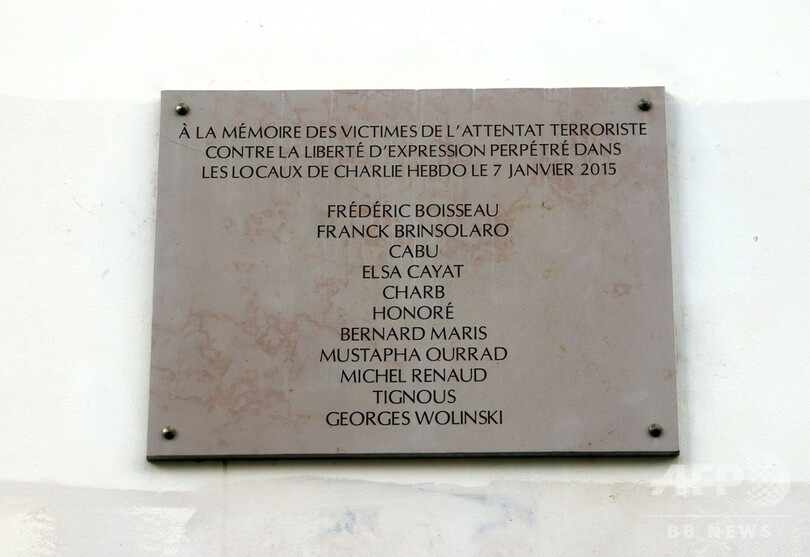 À LA MÉMOIRE DES VICTIMES DE L'ATTENTAT TERRORISTE
CONTRE LA LIBERTÉ D'EXPRESSION PERPÉTRÉ DANS
LES LOCAUX DE CHARLIE HEBDO LE 7 JANVIER 2015
FRÉDÉRIC BOISSEAU
FRANCK BRINSOLARO
CABU
ELSA CAYAT
CHARB
HONORÉ
BERNARD MARIS
MUSTAPHA OURRAD
MICHEL RENAUD
TIGNOUS
GEORGES WOLINSKI
AFP
BB NEWS